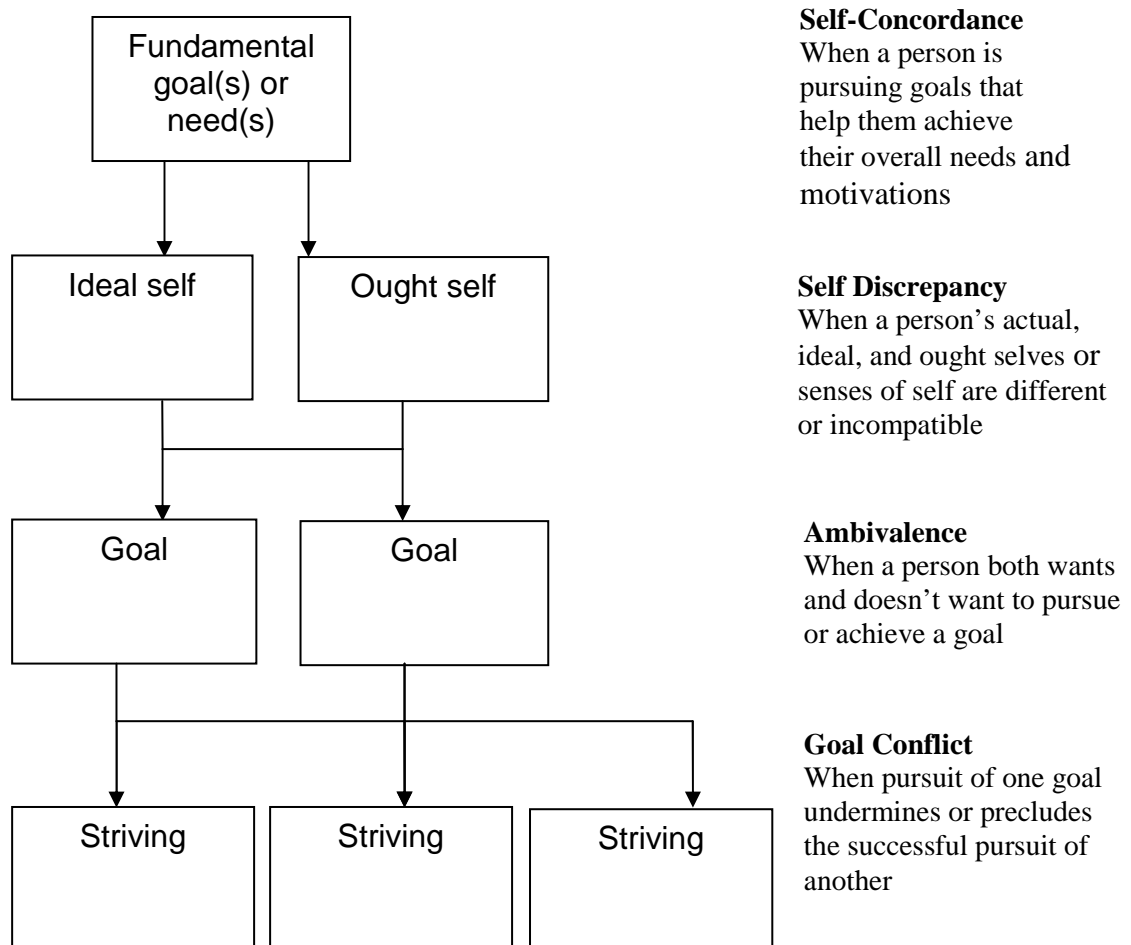 Fundamental
goal(s) or
need(s)
Self-Concordance
When a person is
pursuing goals that
help them achieve
their overall needs and
motivations
Ideal self
Ought self
Self Discrepancy
When a person’s actual,
ideal, and ought selves or
senses of self are different
or incompatible
Goal
Goal
Ambivalence
When a person both wants
and doesn’t want to pursue
or achieve a goal
Striving
Striving
Striving
Goal Conflict
When pursuit of one goal
undermines or precludes
the successful pursuit of
another